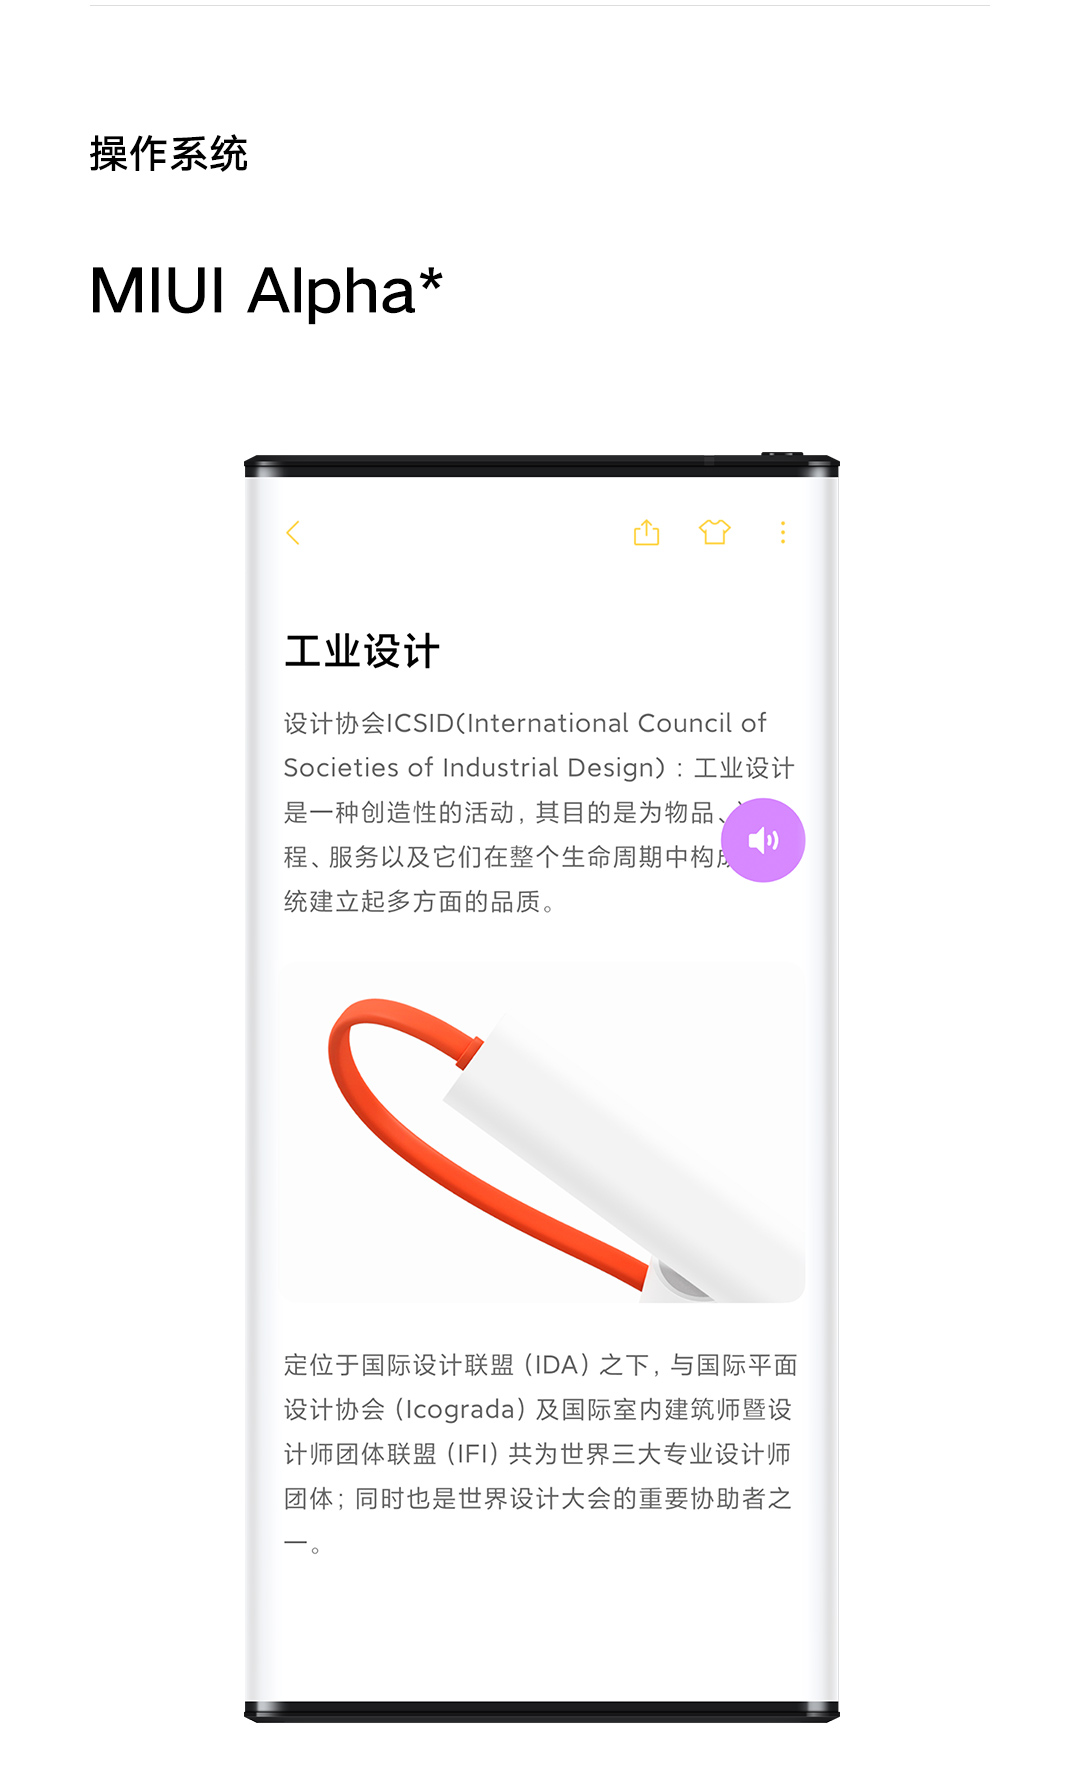 操作系统
MIUI Alpha*
工业设计
设计协会ICSID(International Council of
Societies of Industrial Design)：工业设计
是一种创造性的活动，其目的是为物品、
程、服务以及它们在整个生命周期中构
统建立起多方面的品质。
定位于国际设计联盟（IDA）之下，与国际平面
设计协会（Icograda）及国际室内建筑师暨设
计师团体联盟（IFI）共为世界三大专业设计师
团体；同时也是世界设计大会的重要协助者之
一。